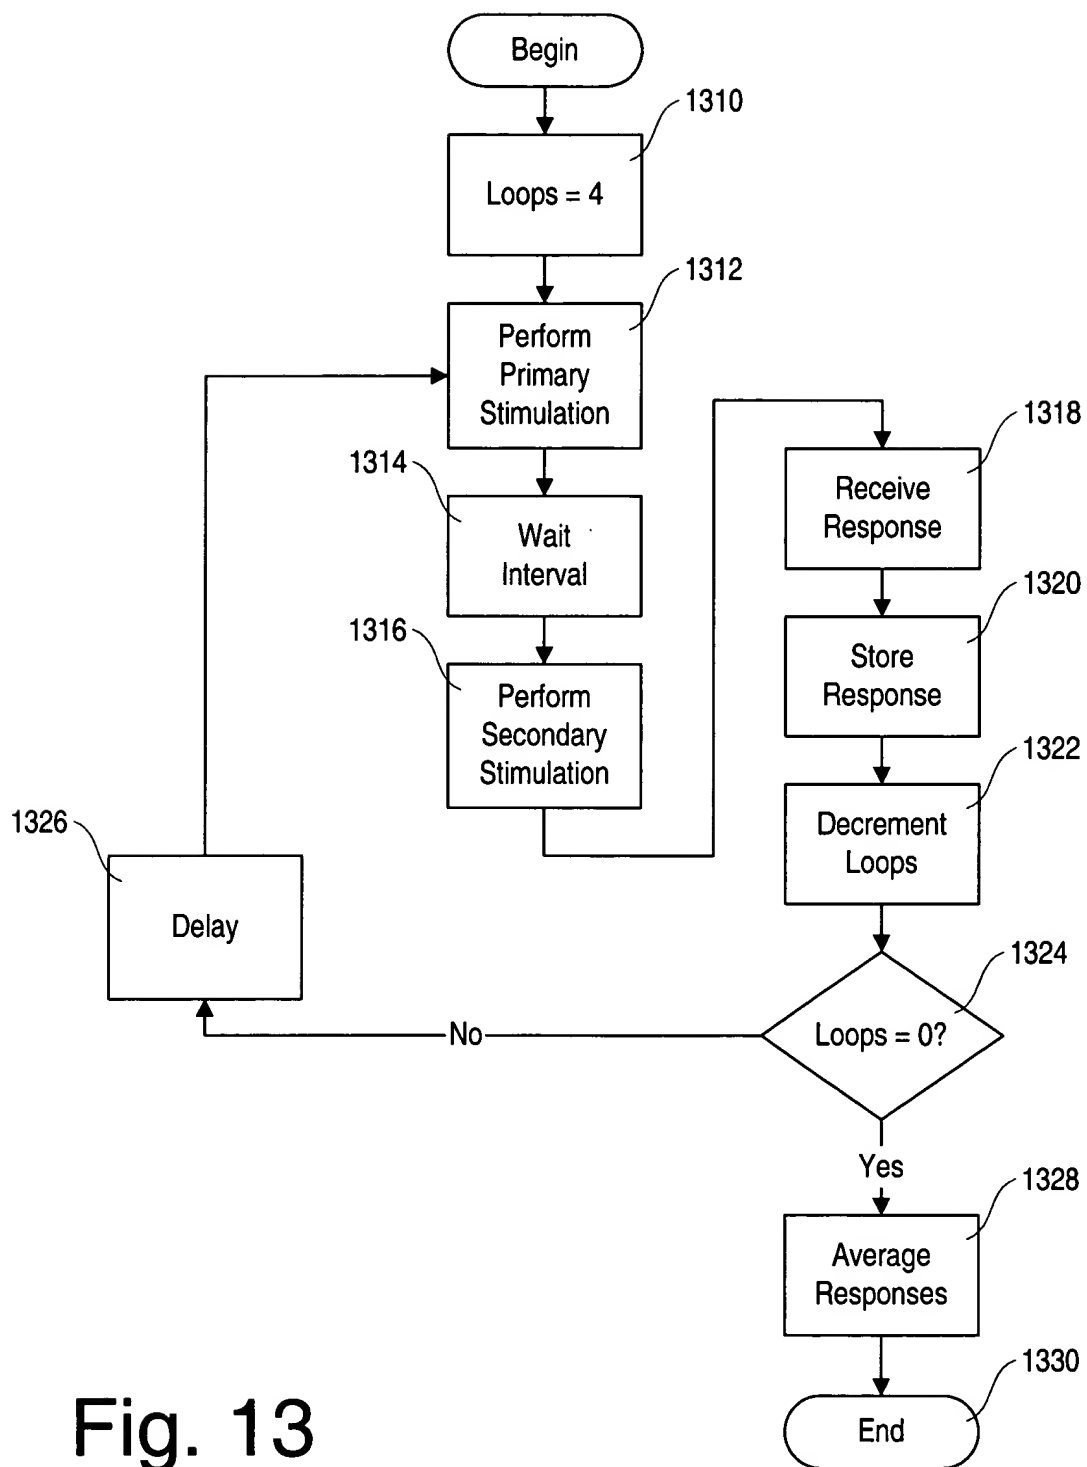 Begin
1310
Loops = 4
1312
Perform
Primary
Stimulation
1314
Wait
Interval
1316
Perform
Secondary
Stimulation
1318
Receive
Response
1320
Store
Response
1322
Decrement
Loops
1324
Loops = 0?
No
1326
Delay
Yes
1328
Average
Responses
1330
End
Fig. 13